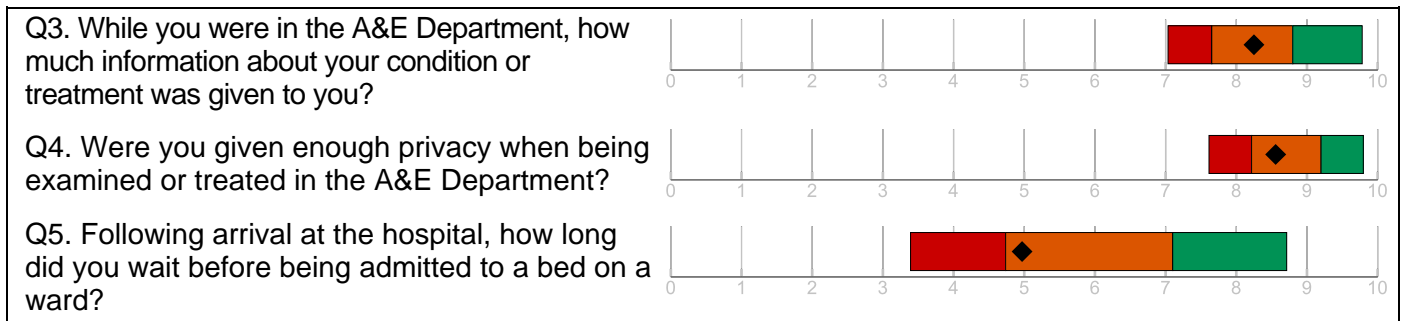 Q3. While you were in the A&E Department, how
much information about your condition or
treatment was given to you?
0 1 2 3 4 5 6 7 8 9 10
Q4. Were you given enough privacy when being
examined or treated in the A&E Department?
0 1 2 3 4 5 6 7 8 9 10
Q5. Following arrival at the hospital, how long
did you wait before being admitted to a bed on a
ward?
0 1 2 3 4 5 6 7 8 9 10